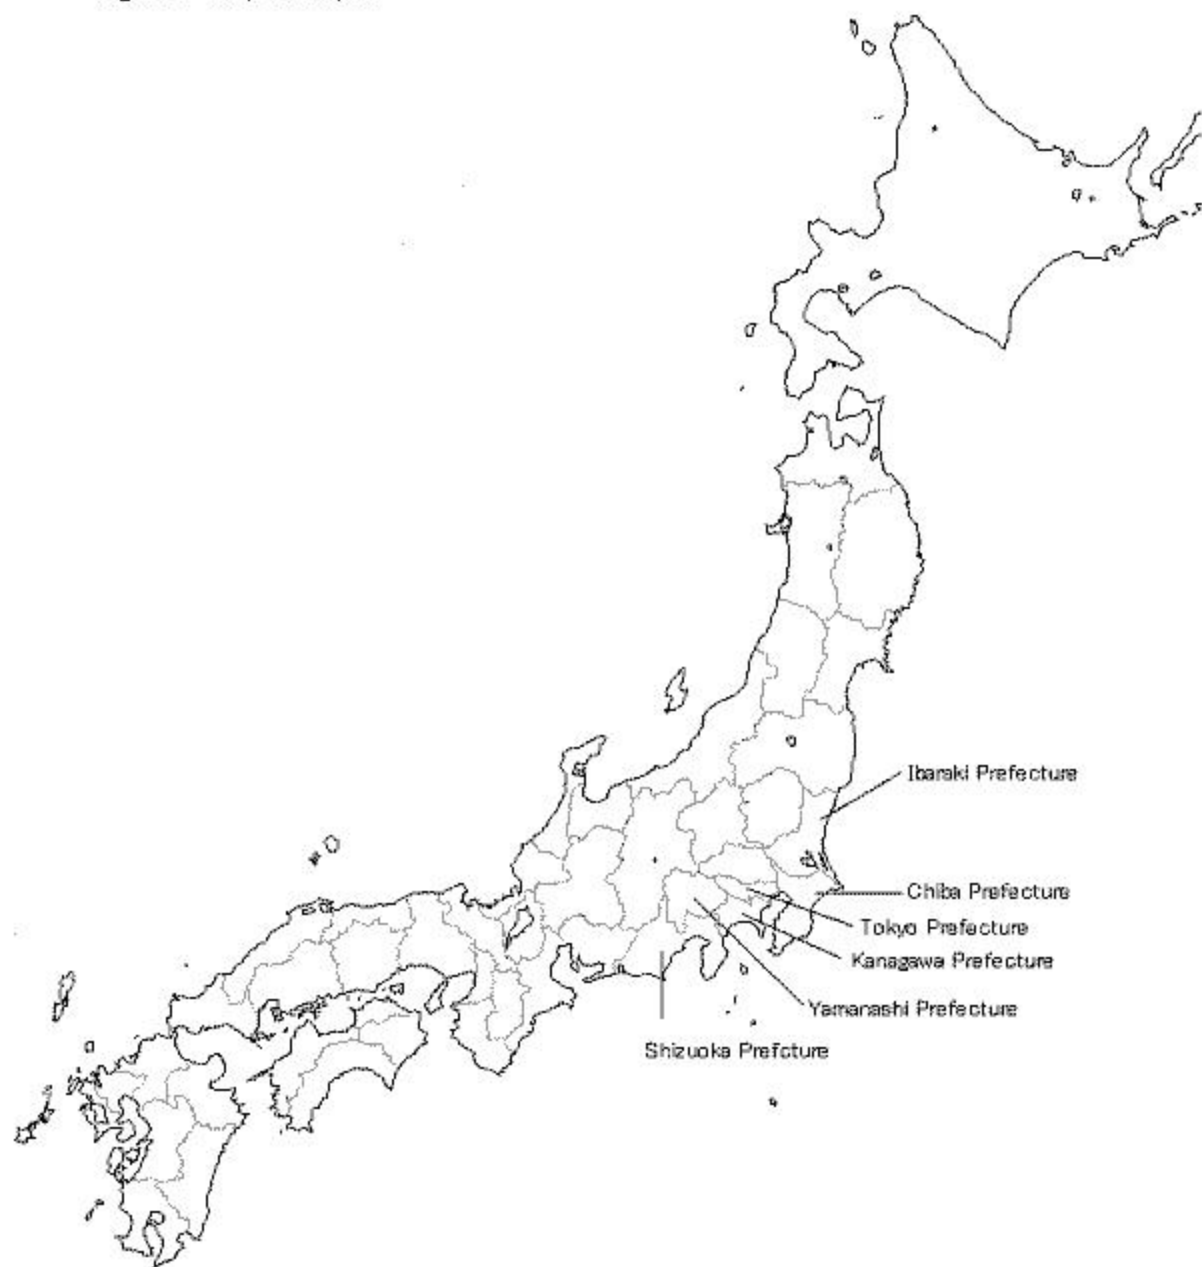 Ibaraki Prefecture
Chiba Prefecture
Tokyo Prefecture
Kanagawa Prefecture
Yamanashi Prefecture
Shizuoka Prefcture